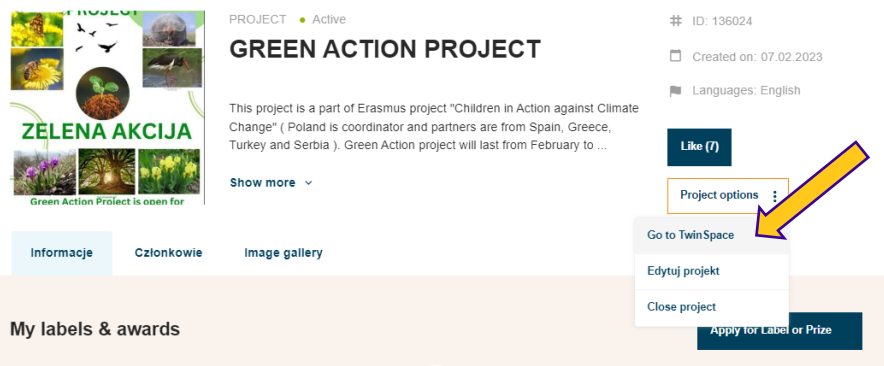 PROJECT
ZELENA AKCIJA
Green Action Project is open for
PROJECT • Active
GREEN ACTION PROJECT
This project is a part of Erasmus project "Children in Action against Climate
Change" ( Poland is coordinator and partners are from Spain, Greece,
Turkey and Serbia ). Green Action project will last from February to ...
Show more
# ID: 136024
Created on: 07.02.2023
Languages: English
Like (7)
Project options
Go to TwinSpace
Edytuj projekt
Close project
Informacje
Członkowie
Image gallery
My labels & awards
Apply for Label or Prize